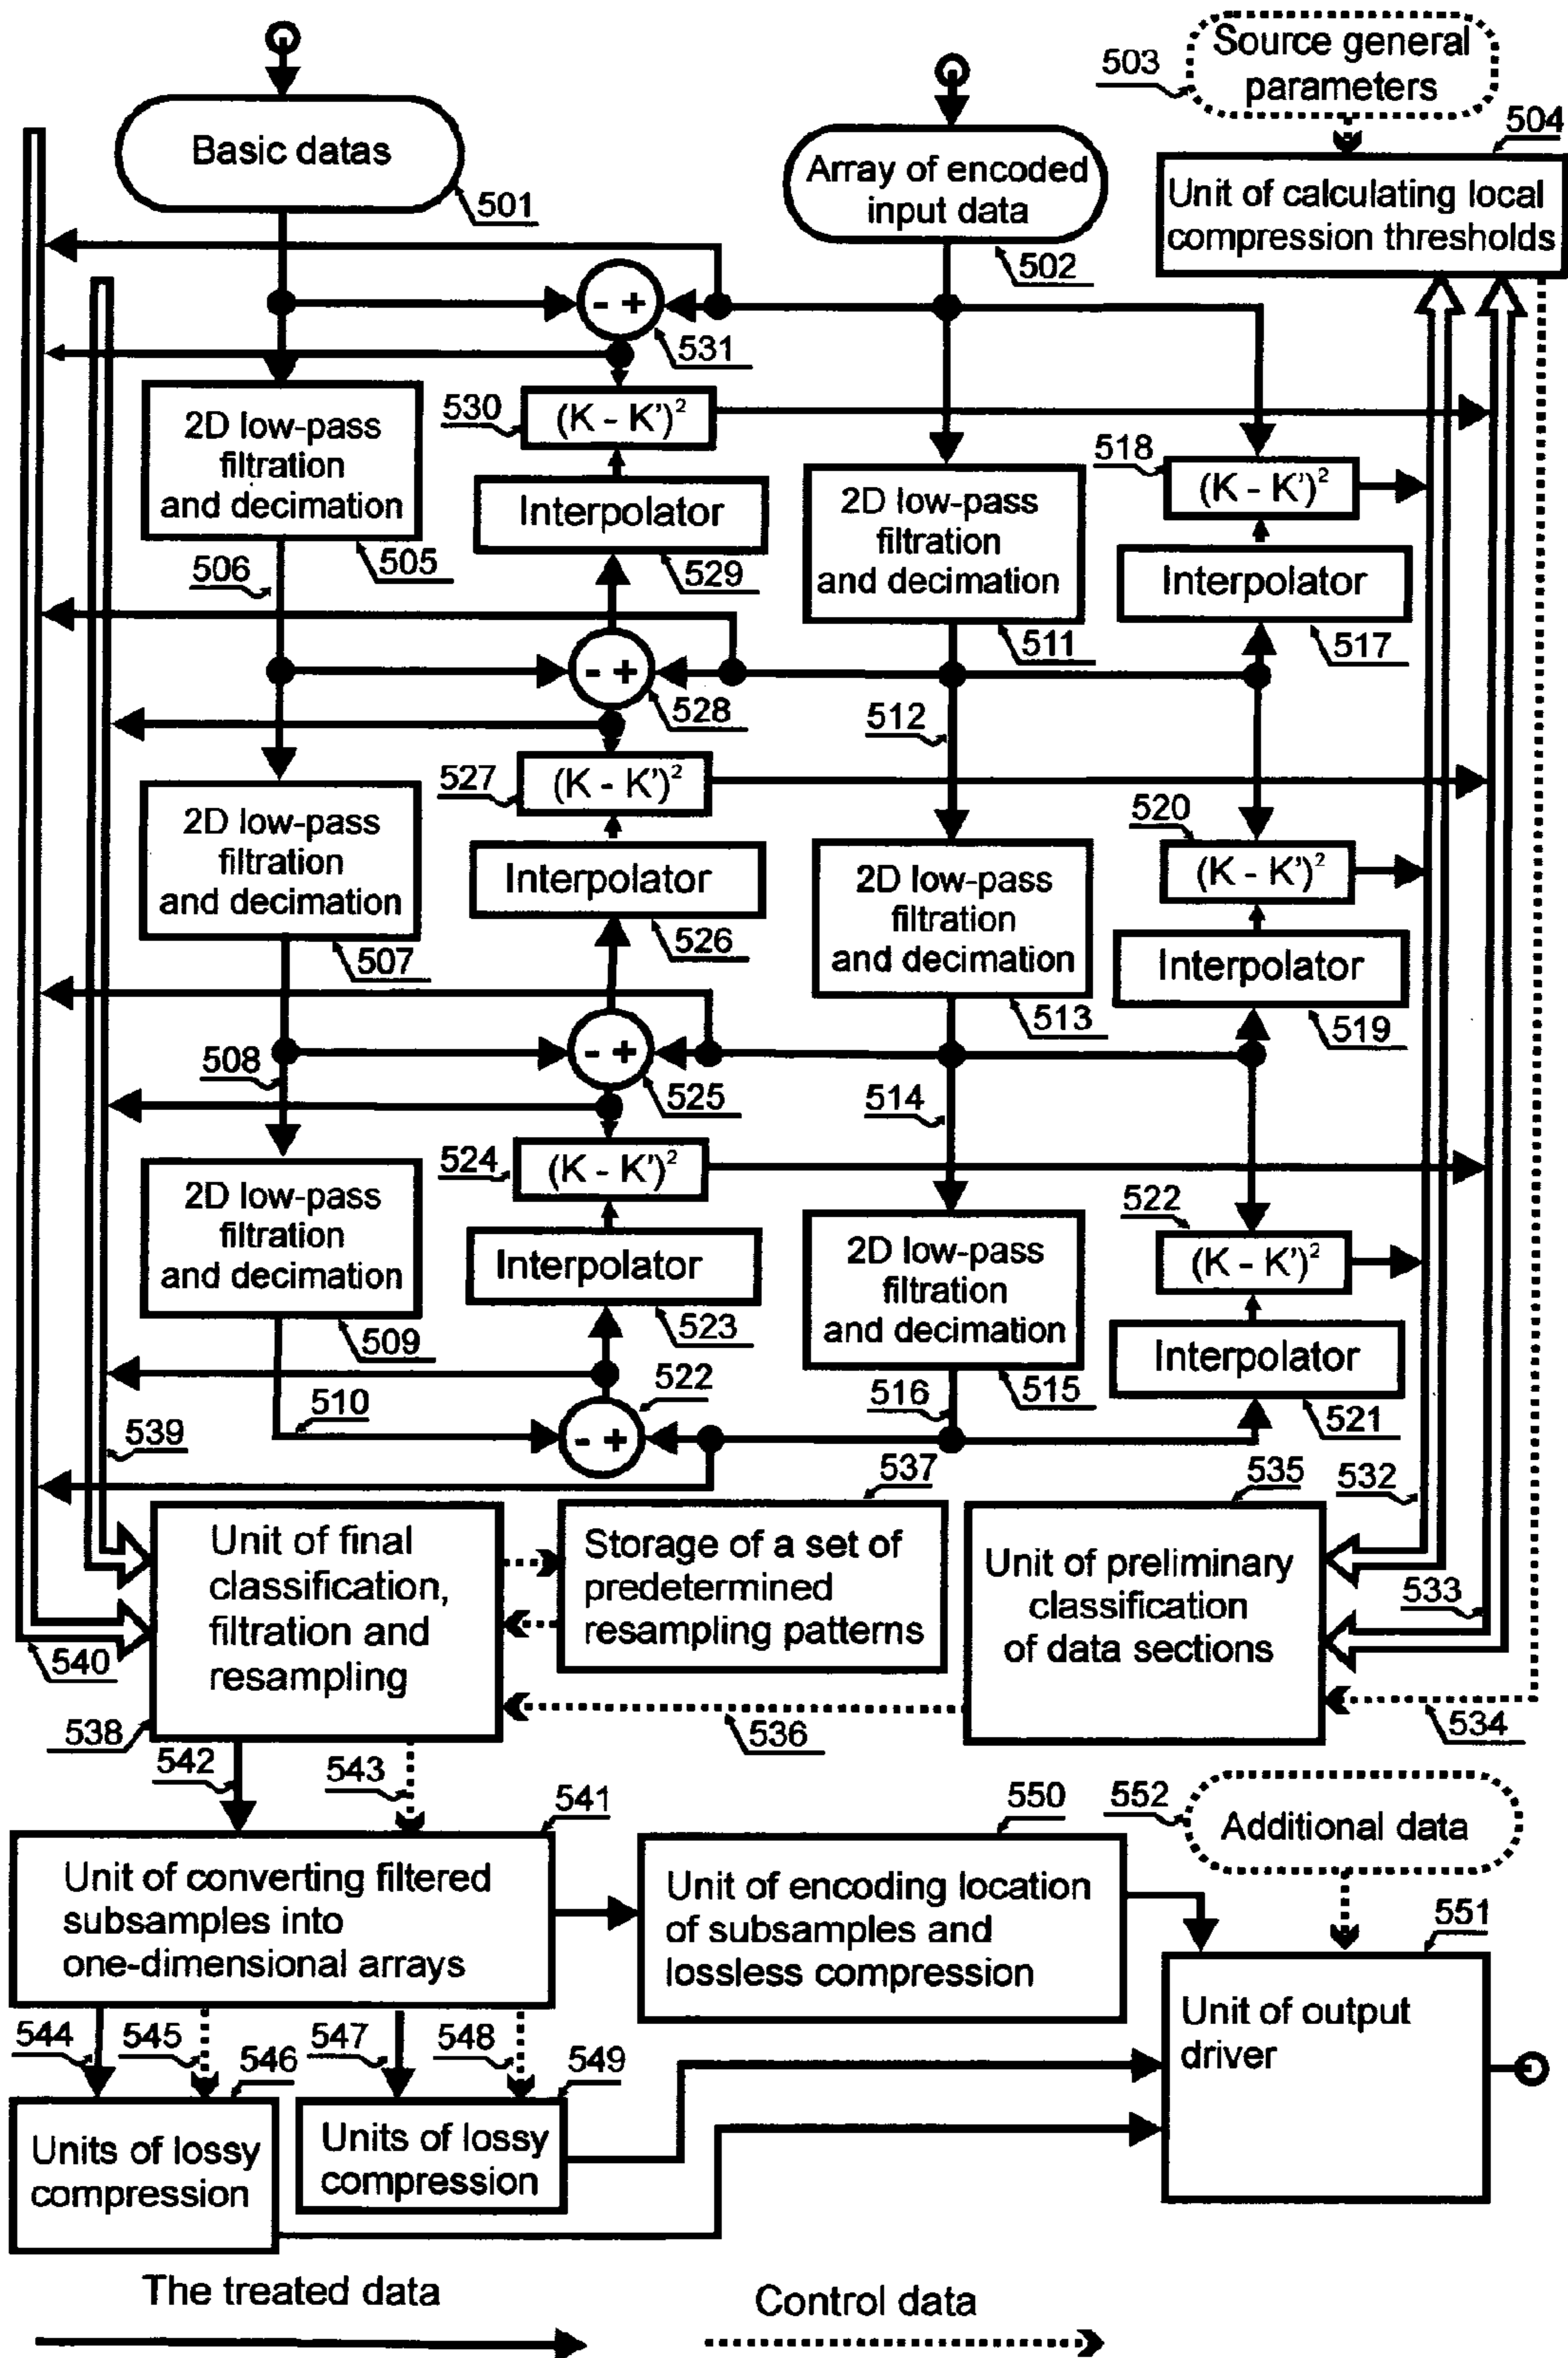 Source general
parameters
503
504
Basic datas
501
Array of encoded
input data
502
Unit of calculating local
compression thresholds
- +
531
530
(K - K')²
2D low-pass
filtration
and decimation
505
506
Interpolator
529
2D low-pass
filtration
and decimation
511
518
(K - K')²
Interpolator
517
- +
528
512
527
(K - K')²
2D low-pass
filtration
and decimation
507
Interpolator
526
2D low-pass
filtration
and decimation
513
520
(K - K')²
Interpolator
519
508
- +
525
514
524
(K - K')²
2D low-pass
filtration
and decimation
509
Interpolator
523
2D low-pass
filtration
and decimation
515
522
(K - K')²
Interpolator
521
510
- +
522
516
539
537
535
532
Unit of final
classification,
filtration and
resampling
Storage of a set of
predetermined
resampling patterns
Unit of preliminary
classification
of data sections
533
540
538
536
534
542
543
541
550
552
Additional data
Unit of converting filtered
subsamples into
one-dimensional arrays
Unit of encoding location
of subsamples and
lossless compression
551
Unit of output
driver
544
545
546
547
548
549
Units of lossy
compression
Units of lossy
compression
The treated data
Control data